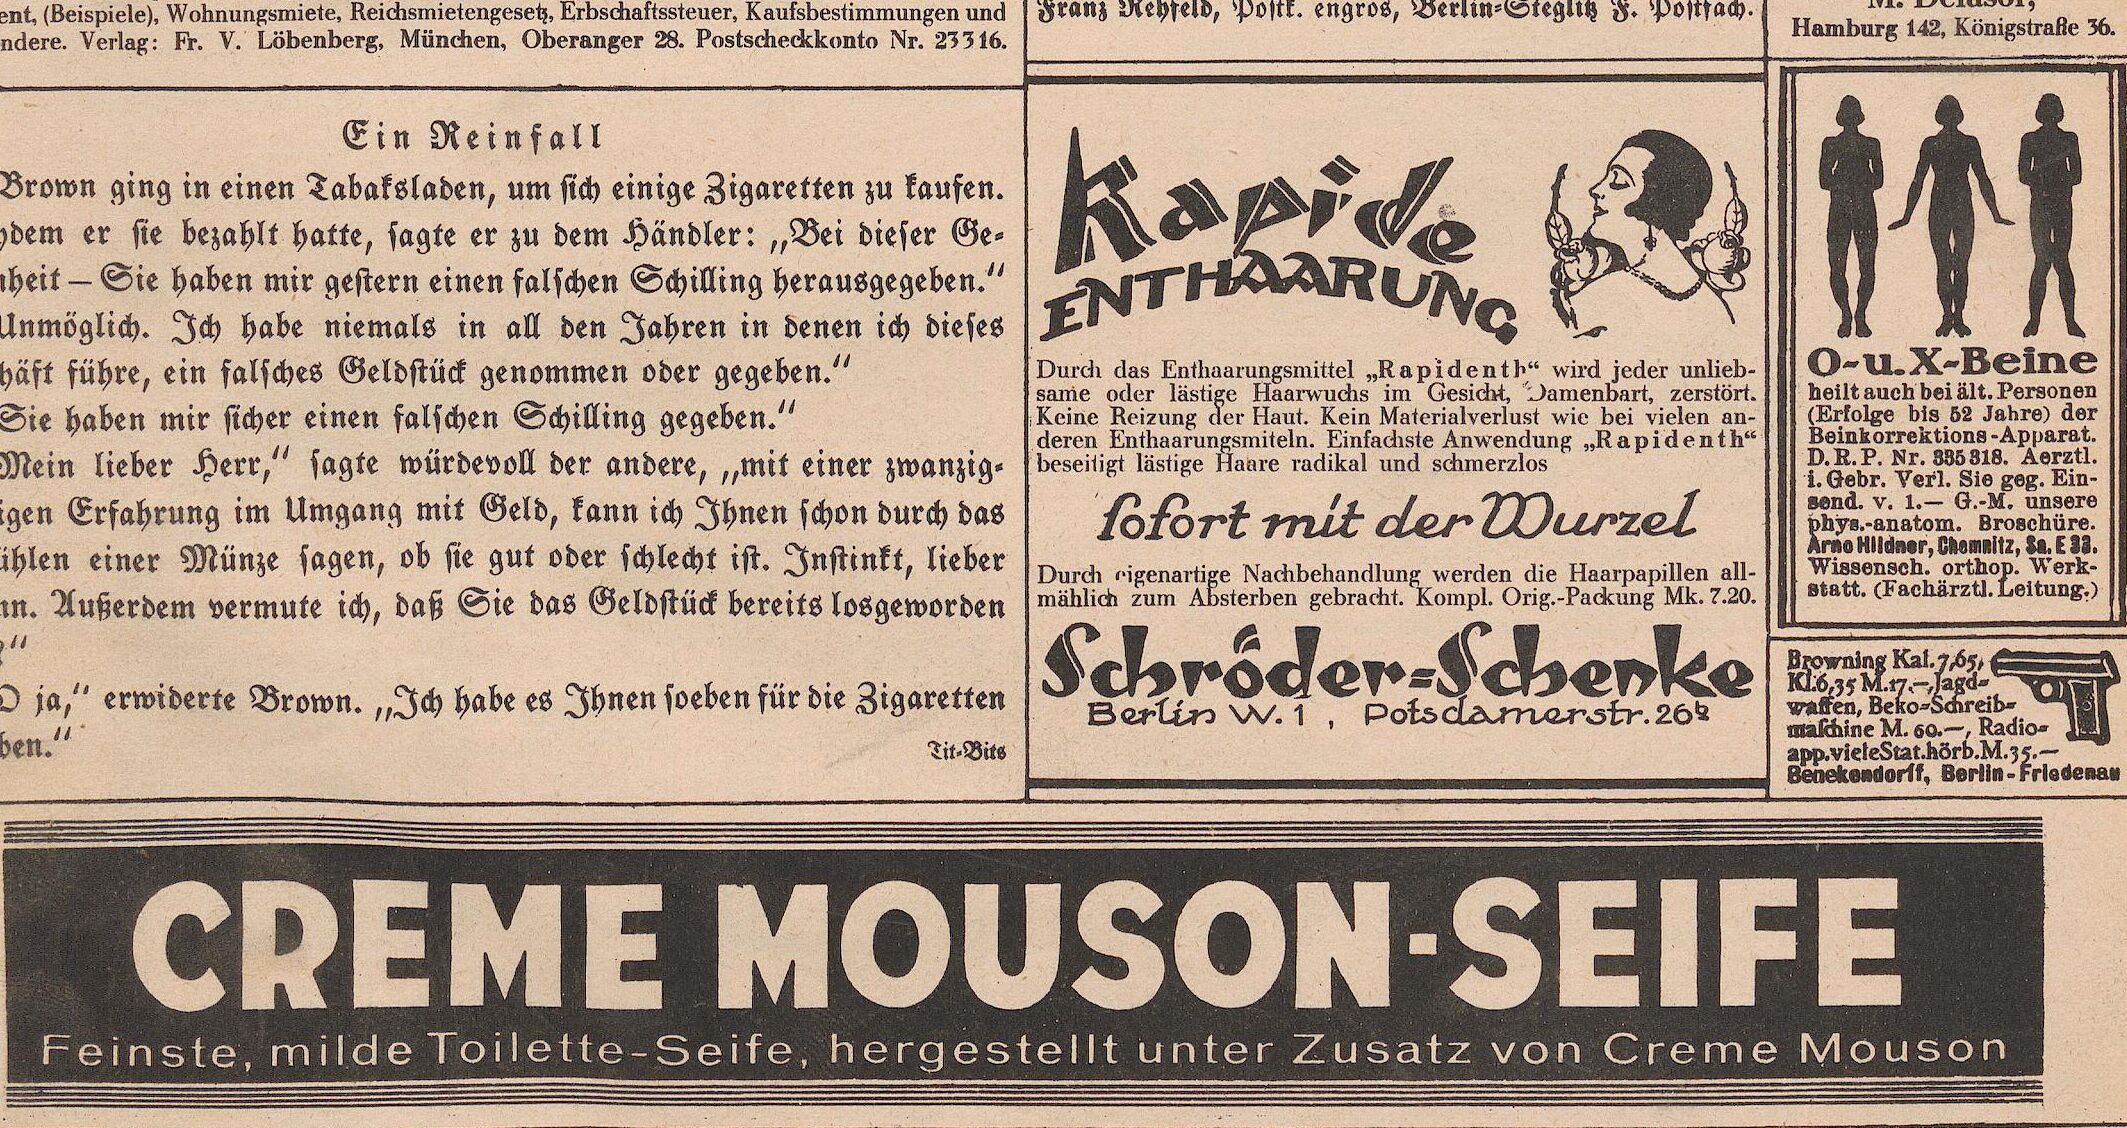 ent, (Beispiele), Wohnungsmiete, Reichsmietengesetz, Erbschaftssteuer, Kaufsbestimmungen und
ndere. Verlag: Fr. V. Löbenberg, München, Oberanger 28. Postscheckkonto Nr. 23316.
Ein Reinfall
Brown ging in einen Tabaksladen, um sich einige Zigaretten zu kaufen.
dem er sie bezahlt hatte, sagte er zu dem Händler: „Bei dieser Ge-
nheit — Sie haben mir gestern einen falschen Schilling herausgegeben.“
Unmöglich. Ich habe niemals in all den Jahren in denen ich dieses
häft führe, ein falsches Geldstück genommen oder gegeben.“
Sie haben mir sicher einen falschen Schilling gegeben.“
Mein lieber Herr,“ sagte würdevoll der andere, „mit einer zwanzig-
igen Erfahrung im Umgang mit Geld, kann ich Ihnen schon durch das
ühlen einer Münze sagen, ob sie gut oder schlecht ist. Instinkt, lieber
nn. Außerdem vermute ich, daß Sie das Geldstück bereits losgeworden
?“
O ja,“ erwiderte Brown. „Ich habe es Ihnen soeben für die Zigaretten
ben.“
Tit-Bits
Franz Rehfeld, Postk. engros, Berlin-Steglitz F. Postfach.
Rapide
ENTHAARUNG
Durch das Enthaarungsmittel „Rapidenth“ wird jeder unlieb-
same oder lästige Haarwuchs im Gesicht, Damenbart, zerstört.
Keine Reizung der Haut. Kein Materialverlust wie bei vielen an-
deren Enthaarungsmiteln. Einfachste Anwendung „Rapidenth“
beseitigt lästige Haare radikal und schmerzlos
sofort mit der Wurzel
Durch eigenartige Nachbehandlung werden die Haarpapillen all-
mählich zum Absterben gebracht. Kompl. Orig.-Packung Mk. 7.20.
Schröder-Schenke
Berlin W. 1, Potsdamerstr. 26b
Hamburg 142, Königstraße 36.
O- u. X-Beine
heilt auch bei ält. Personen
(Erfolge bis 52 Jahre) der
Beinkorrektions-Apparat.
D.R.P. Nr. 335318. Aerztl.
i. Gebr. Verl. Sie geg. Ein-
send. v. 1.— G.-M. unsere
phys.-anatom. Broschüre.
Arno Hildner, Chemnitz, Sa. E 33.
Wissensch. orthop. Werk-
statt. (Fachärztl. Leitung.)
Browning Kal. 7,65,
Kl. 6,35 M. 17.—, Jagd-
waffen, Beko-Schreib-
maschine M. 60.—, Radio-
app. viele Stat. hörb. M. 35.—
Benekendorff, Berlin-Friedenau
CREME MOUSON-SEIFE
Feinste, milde Toilette-Seife, hergestellt unter Zusatz von Creme Mouson